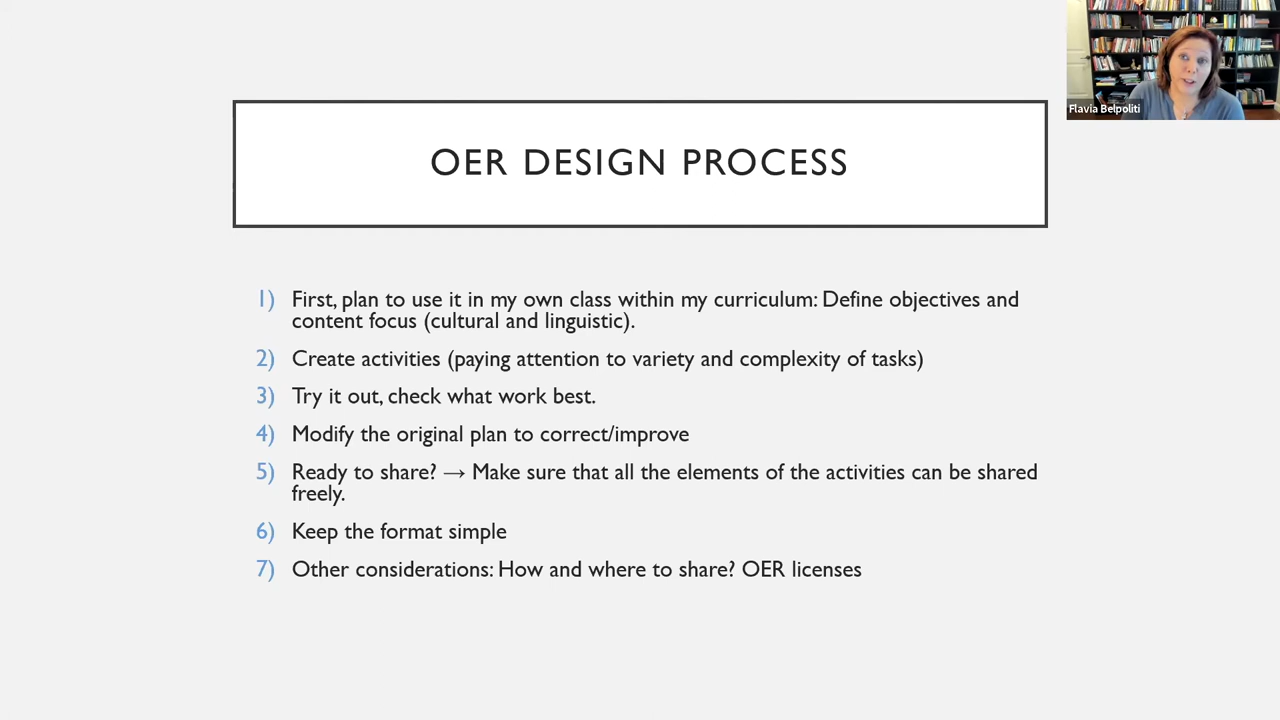 Flavia Belpoliti
OER DESIGN PROCESS
1) First, plan to use it in my own class within my curriculum: Define objectives and
content focus (cultural and linguistic).
2) Create activities (paying attention to variety and complexity of tasks)
3) Try it out, check what work best.
4) Modify the original plan to correct/improve
5) Ready to share? → Make sure that all the elements of the activities can be shared
freely.
6) Keep the format simple
7) Other considerations: How and where to share? OER licenses